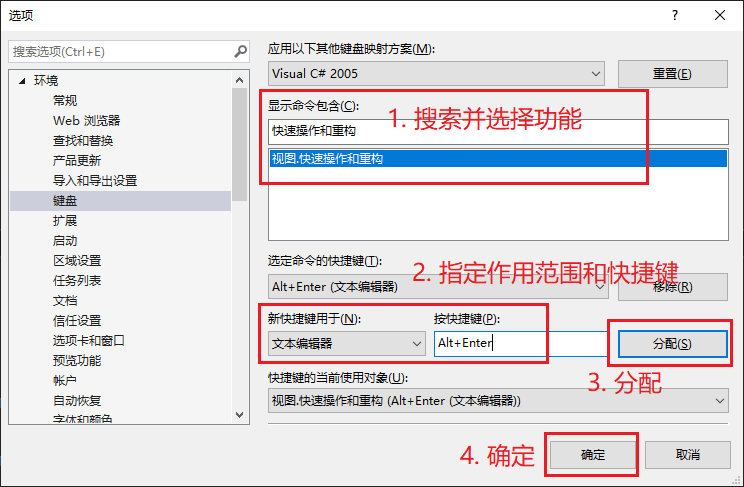 选项
搜索选项(Ctrl+E)
环境
常规
Web 浏览器
查找和替换
产品更新
导入和导出设置
键盘
扩展
启动
区域设置
任务列表
文档
信任设置
选项卡和窗口
预览功能
帐户
自动恢复
字体和颜色
应用以下其他键盘映射方案(M):
Visual C# 2005
重置(E)
显示命令包含(C):
1. 搜索并选择功能
快速操作和重构
视图.快速操作和重构
选定命令的快捷键(T):
2. 指定作用范围和快捷键
Alt+Enter (文本编辑器)
移除(R)
新快捷键用于(N):
按快捷键(P):
文本编辑器
Alt+Enter
分配(S)
3. 分配
快捷键的当前使用对象(U):
视图.快速操作和重构 (Alt+Enter (文本编辑器))
4. 确定
确定
取消